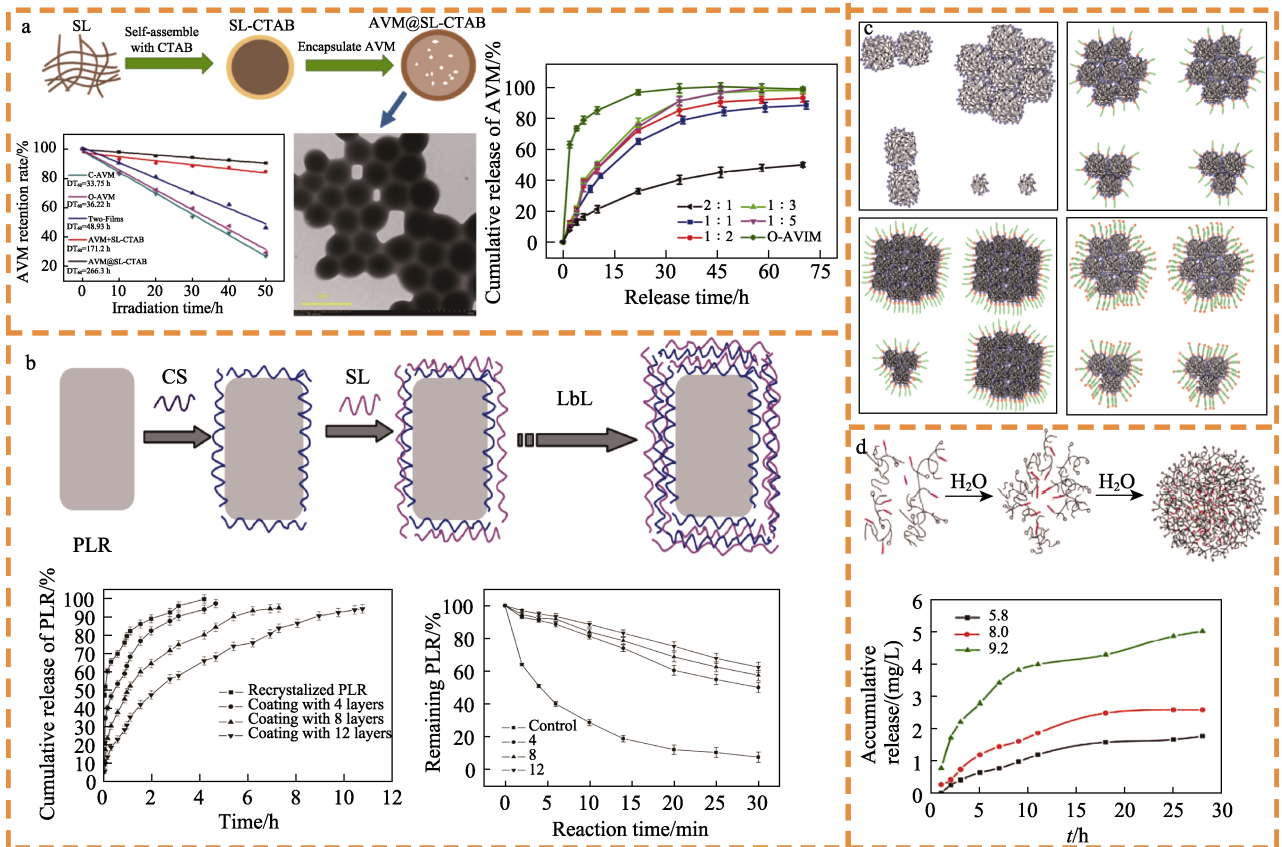 a
SL
Self-assemble
with CTAB
SL-CTAB
Encapsulate AVM
AVM@SL-CTAB
AVM retention rate/%
100
80
60
40
20
C-AVM
DT₅₀=33.75 h
O-AVM
DT₅₀=36.22 h
Two-Films
DT₅₀=48.93 h
AVM+SL-CTAB
DT₅₀=171.2 h
AVM@SL-CTAB
DT₅₀=266.3 h
0 10 20 30 40 50
Irradiation time/h
Cumulative release of AVM/%
100
80
60
40
20
0
2：1
1：1
1：2
1：3
1：5
O-AVIM
0 15 30 45 60 75
Release time/h
b
PLR
CS
SL
LbL
Cumulative release of PLR/%
100
90
80
70
60
50
40
30
20
10
0
Recrystalized PLR
Coating with 4 layers
Coating with 8 layers
Coating with 12 layers
0 2 4 6 8 10 12
Time/h
Remaining PLR/%
100
80
60
40
20
0
Control
4
8
12
0 5 10 15 20 25 30
Reaction time/min
c
d
H₂O
H₂O
Accumulative
release/(mg/L)
6
5
4
3
2
1
0
5.8
8.0
9.2
0 5 10 15 20 25 30
t/h